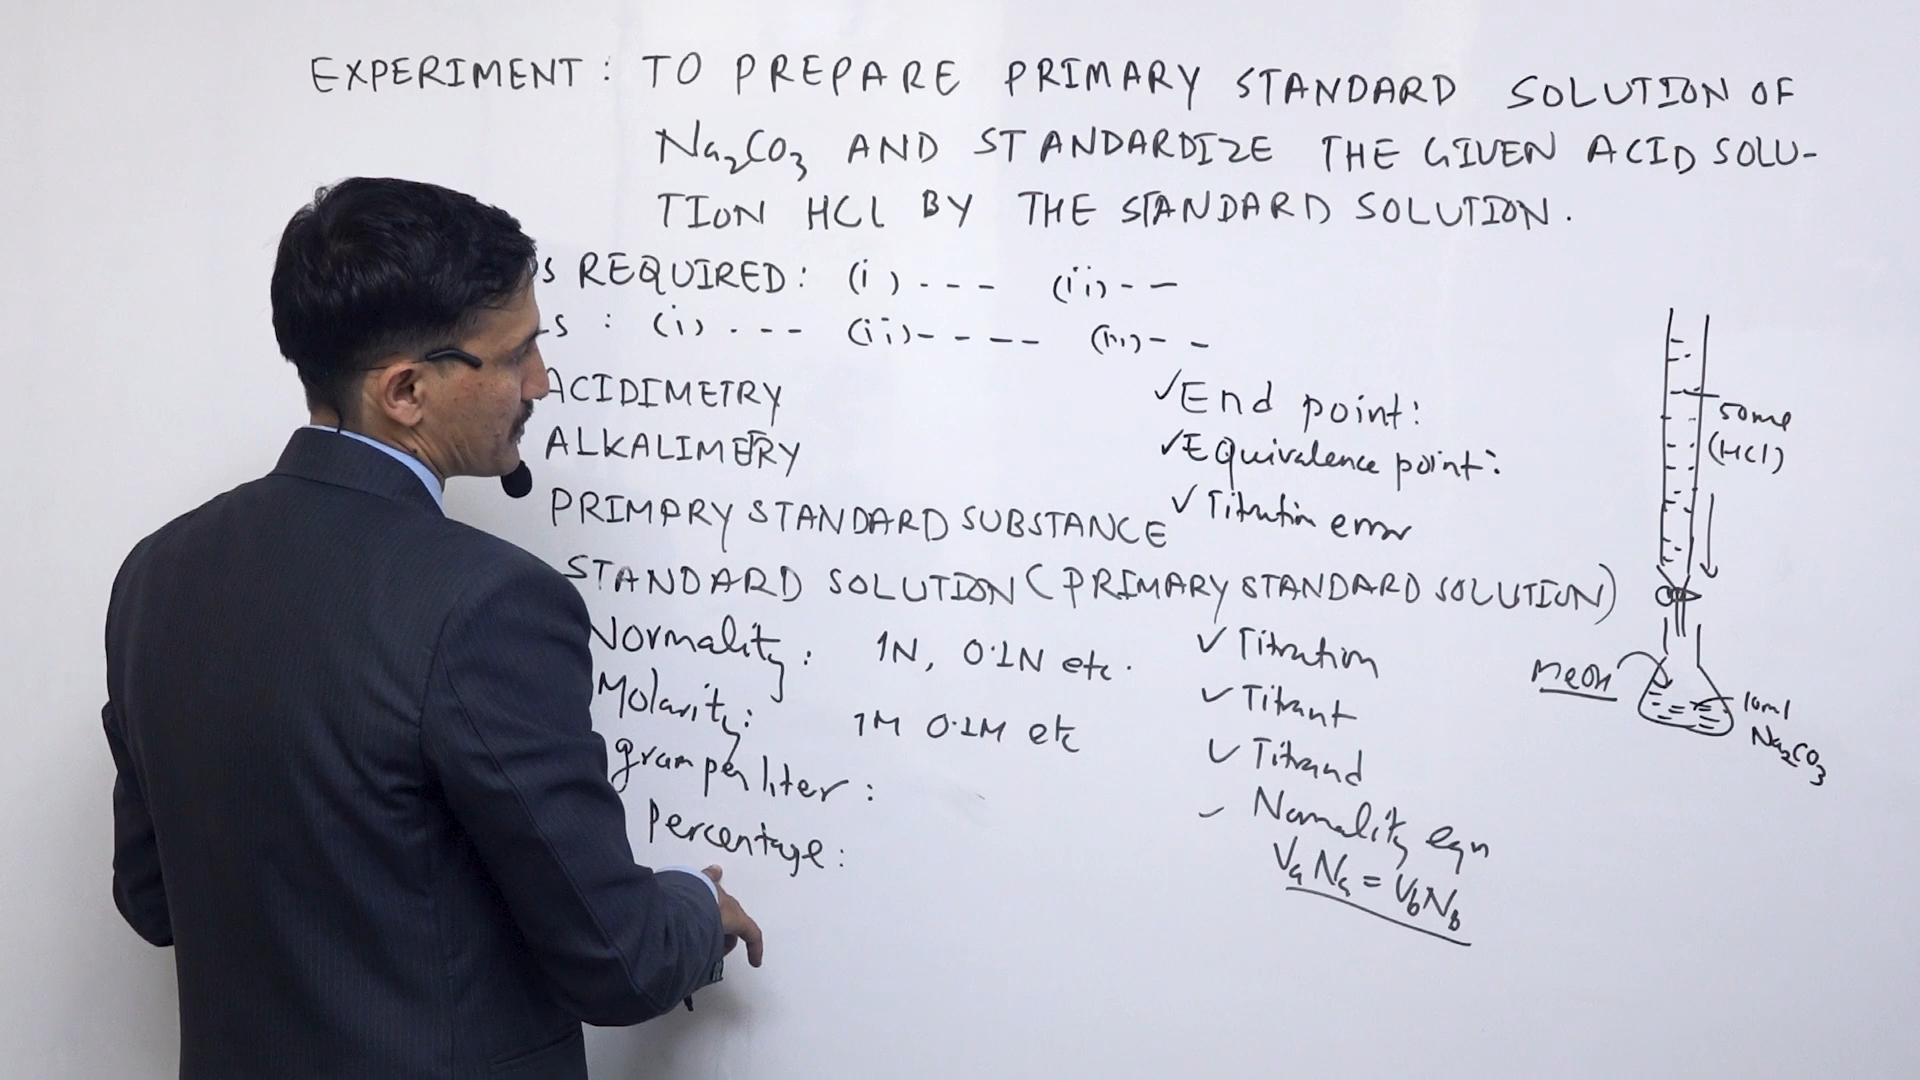 EXPERIMENT: TO PREPARE PRIMARY STANDARD SOLUTION OF
Na₂CO₃ AND STANDARDIZE THE GIVEN ACID SOLU-
TION HCl BY THE STANDARD SOLUTION.
S REQUIRED: (i) --- (ii) --
LS : (i) --- (ii) ---- (iii) --
ACIDIMETRY
ALKALIMETRY
PRIMARY STANDARD SUBSTANCE
STANDARD SOLUTION (PRIMARY STANDARD SOLUTION)
Normality: 1N, 0.1N etc.
Molarity: 1M 0.1M etc
gram per liter:
Percentage:
✓ End point:
✓ Equivalence point:
✓ Titration error
✓ Titration
✓ Titrant
✓ Titrand
✓ Normality eqn
VaNa = VbNb
50ml
(HCl)
MeOH
10ml
Na₂CO₃